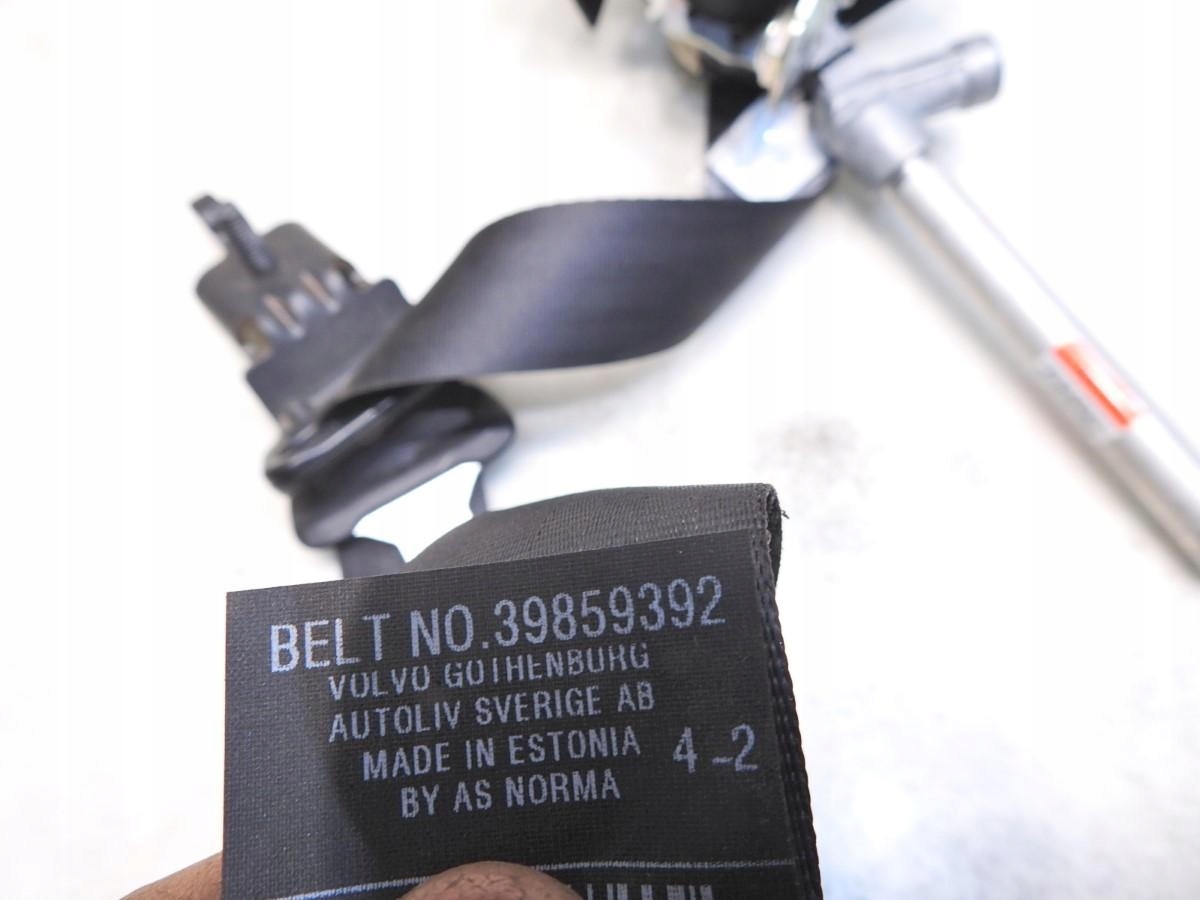 BELT NO.39859392
VOLVO GOTHENBURG
AUTOLIV SVERIGE AB
MADE IN ESTONIA 4-2
BY AS NORMA